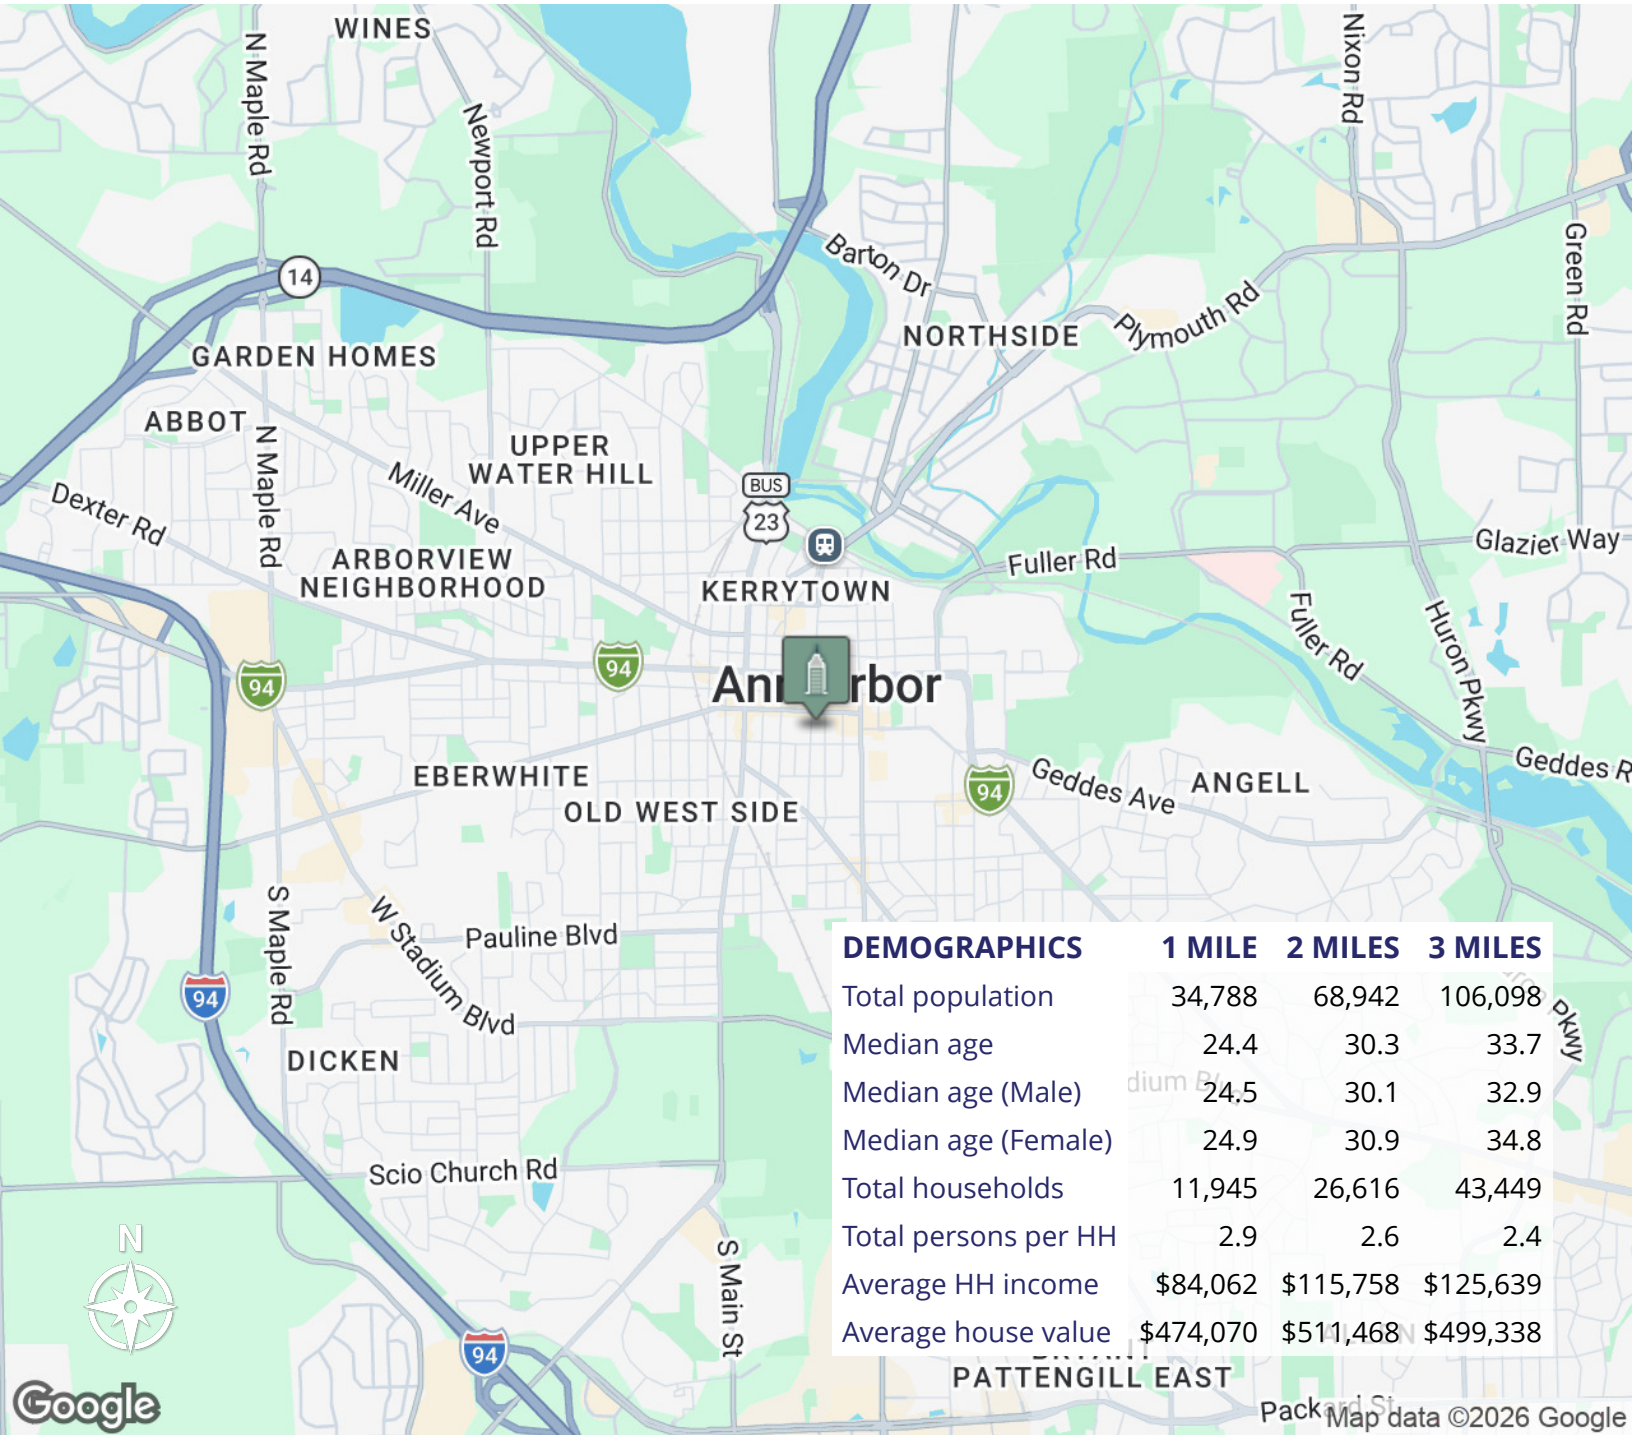 WINES
N Maple Rd
Newport Rd
Nixon Rd
Green Rd
14
Barton Dr
Plymouth Rd
NORTHSIDE
GARDEN HOMES
ABBOT
N Maple Rd
UPPER
WATER HILL
Miller Ave
Dexter Rd
BUS
23
ARBORVIEW
NEIGHBORHOOD
KERRYTOWN
Fuller Rd
Glazier Way
Fuller Rd
Huron Pkwy
94
94
Ann rbor
EBERWHITE
OLD WEST SIDE
94
Geddes Ave
ANGELL
Geddes R
S Maple Rd
W Stadium Blvd
Pauline Blvd
94
DICKEN
Scio Church Rd
S Main St
94
N
DEMOGRAPHICS 1 MILE 2 MILES 3 MILES
Total population 34,788 68,942 106,098
Median age 24.4 30.3 33.7
Median age (Male) 24.5 30.1 32.9
Median age (Female) 24.9 30.9 34.8
Total households 11,945 26,616 43,449
Total persons per HH 2.9 2.6 2.4
Average HH income $84,062 $115,758 $125,639
Average house value $474,070 $511,468 $499,338
Pkwy
PATTENGILL EAST
Packard St
Google
Map data ©2026 Google